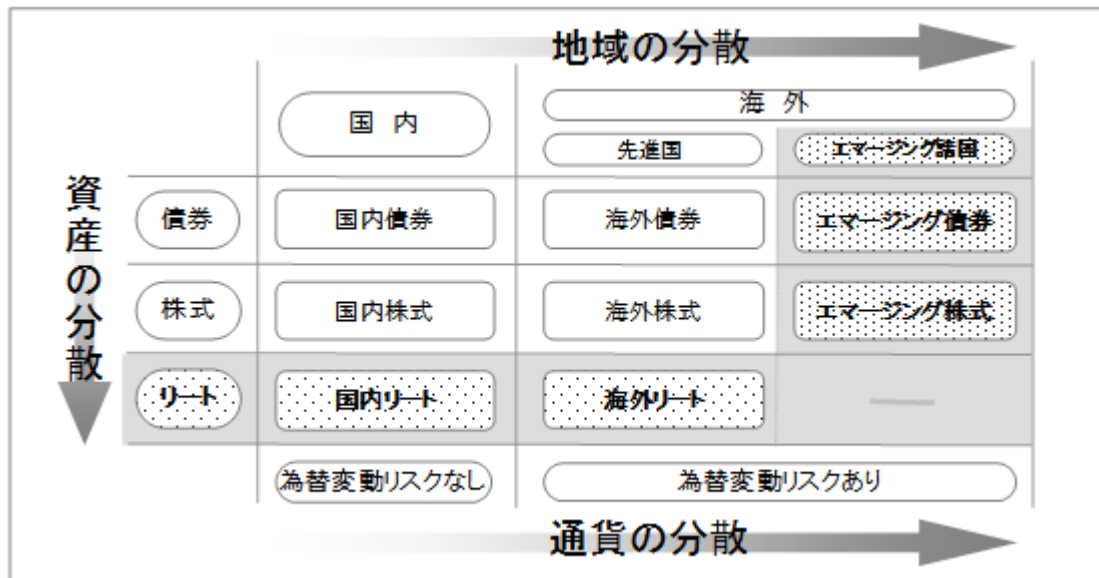 地域の分散
国 内
海 外
先進国
エマージング諸国
資産の分散
債券
国内債券
海外債券
エマージング債券
株式
国内株式
海外株式
エマージング株式
リート
国内リート
海外リート
為替変動リスクなし
為替変動リスクあり
通貨の分散